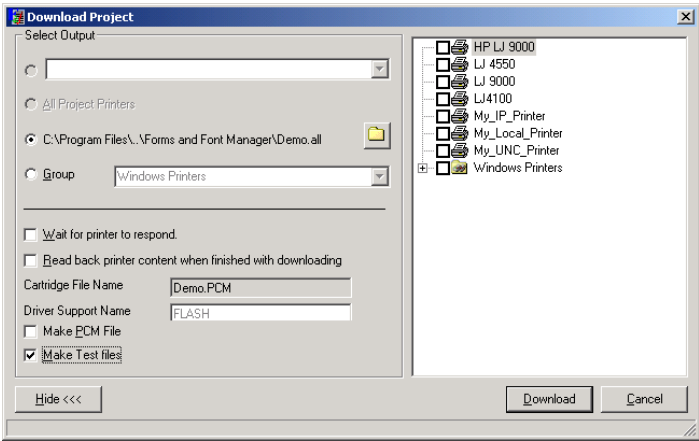 Download Project
Select Output
All Project Printers
C:\Program Files\..\Forms and Font Manager\Demo.all
Group
Windows Printers
Wait for printer to respond.
Read back printer content when finished with downloading
Cartridge File Name
Demo.PCM
Driver Support Name
FLASH
Make PCM File
Make Test files
HP LJ 9000
LJ 4550
LJ 9000
LJ4100
My_IP_Printer
My_Local_Printer
My_UNC_Printer
Windows Printers
Hide <<<
Download
Cancel